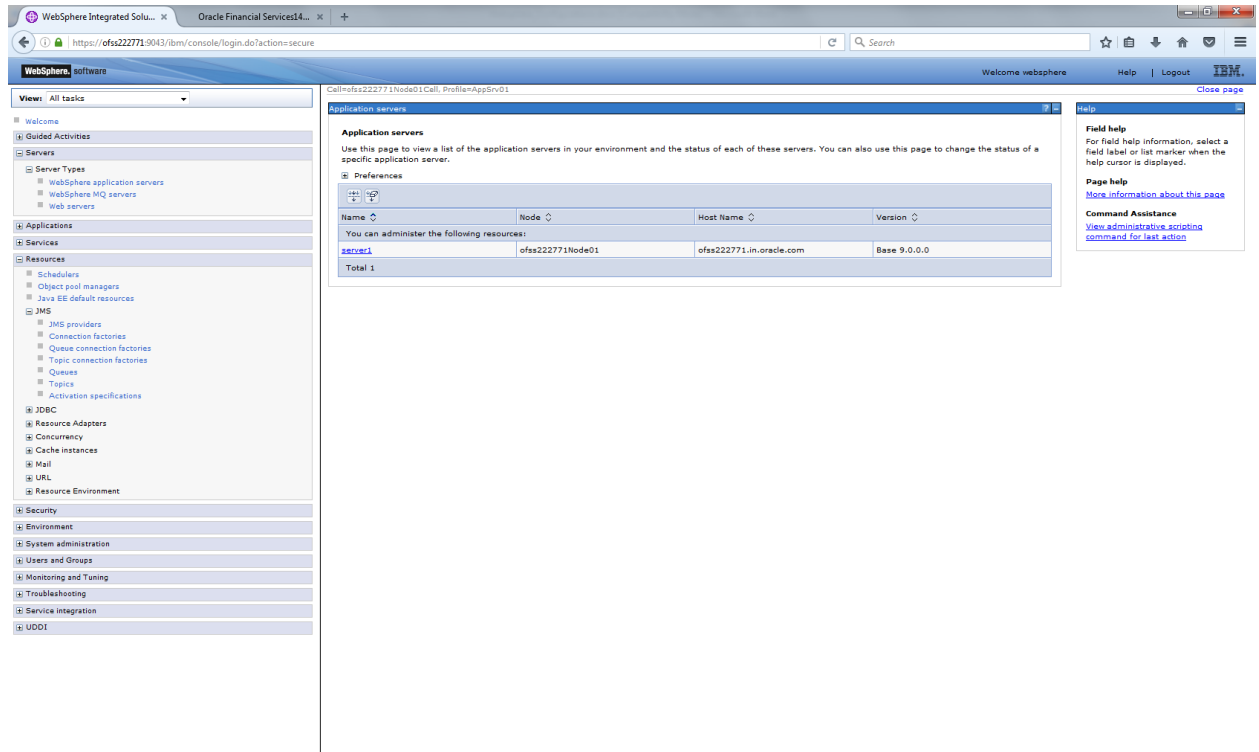 WebSphere Integrated Solu... ×
Oracle Financial Services14... ×
+
https://ofss222771:9043/ibm/console/login.do?action=secure
Search
WebSphere. software
Welcome websphere
Help | Logout
IBM.
View: All tasks
Welcome
Guided Activities
Servers
Server Types
WebSphere application servers
WebSphere MQ servers
Web servers
Applications
Services
Resources
Schedulers
Object pool managers
Java EE default resources
JMS
JMS providers
Connection factories
Queue connection factories
Topic connection factories
Queues
Topics
Activation specifications
JDBC
Resource Adapters
Concurrency
Cache instances
Mail
URL
Resource Environment
Security
Environment
System administration
Users and Groups
Monitoring and Tuning
Troubleshooting
Service integration
UDDI
Cell=ofss222771Node01Cell, Profile=AppSrv01
Close page
Application servers
? –
Application servers
Use this page to view a list of the application servers in your environment and the status of each of these servers. You can also use this page to change the status of a
specific application server.
Preferences
Name Node Host Name Version
You can administer the following resources:
server1 ofss222771Node01 ofss222771.in.oracle.com Base 9.0.0.0
Total 1
Help
Field help
For field help information, select a
field label or list marker when the
help cursor is displayed.
Page help
More information about this page
Command Assistance
View administrative scripting
command for last action